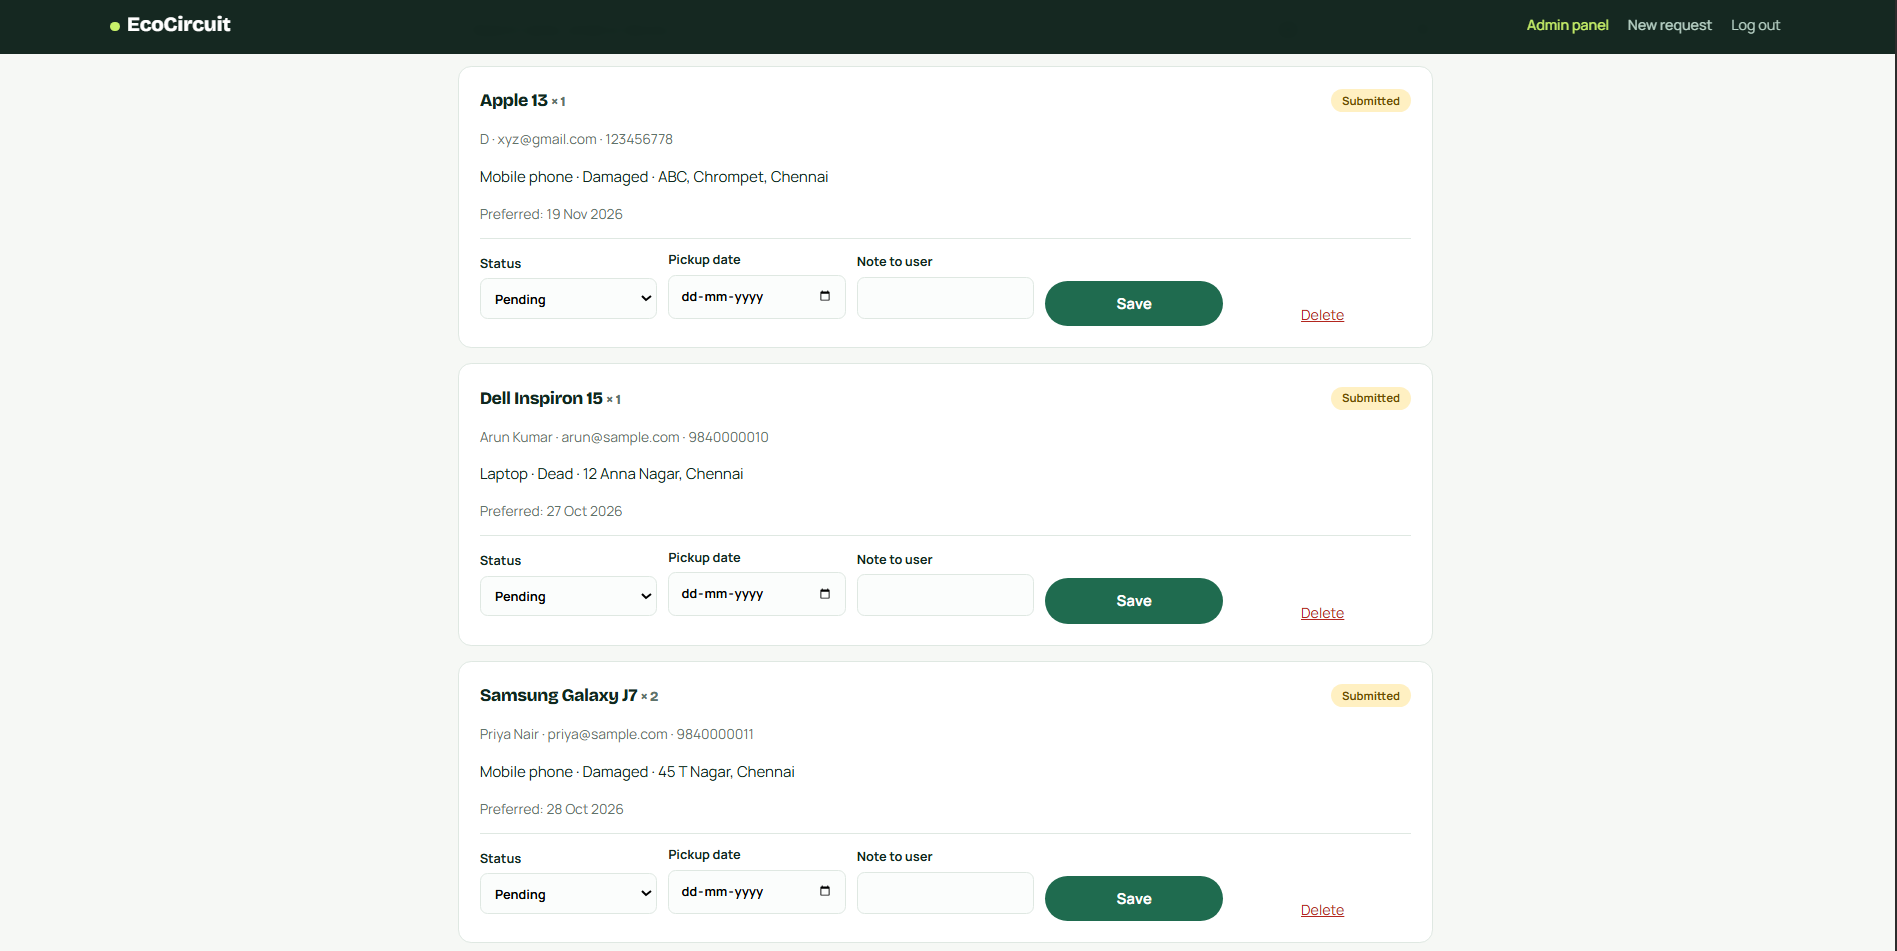 EcoCircuit
Admin panel New request Log out
Apple 13 × 1 Submitted
D · xyz@gmail.com · 123456778
Mobile phone · Damaged · ABC, Chrompet, Chennai
Preferred: 19 Nov 2026
Status Pickup date Note to user
Pending dd-mm-yyyy Save Delete
Dell Inspiron 15 × 1 Submitted
Arun Kumar · arun@sample.com · 9840000010
Laptop · Dead · 12 Anna Nagar, Chennai
Preferred: 27 Oct 2026
Status Pickup date Note to user
Pending dd-mm-yyyy Save Delete
Samsung Galaxy J7 × 2 Submitted
Priya Nair · priya@sample.com · 9840000011
Mobile phone · Damaged · 45 T Nagar, Chennai
Preferred: 28 Oct 2026
Status Pickup date Note to user
Pending dd-mm-yyyy Save Delete